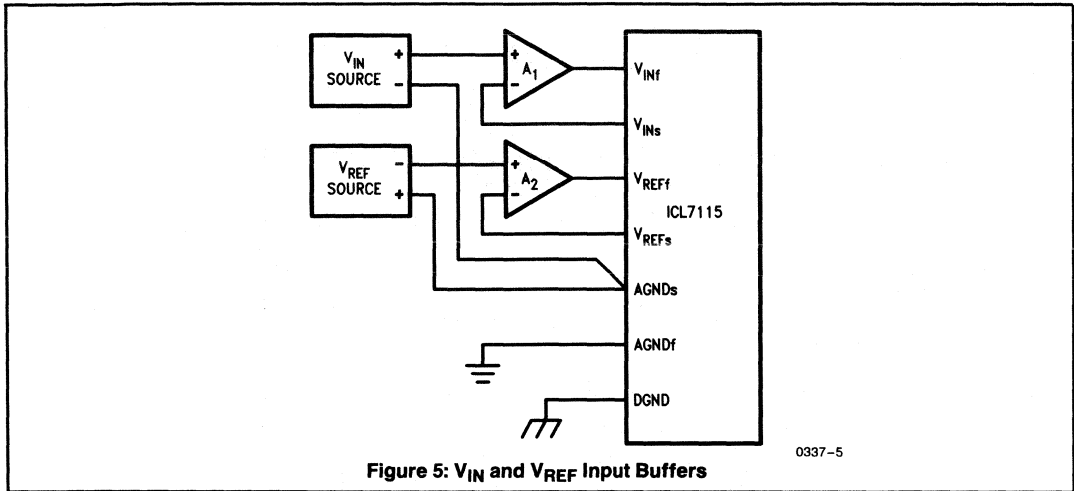 V_IN
SOURCE
+
−
+
A_1
−
V_INf
V_INs
V_REF
SOURCE
−
+
+
A_2
−
V_REFf
ICL7115
V_REFs
AGNDs
AGNDf
DGND
0337–5
Figure 5: V_IN and V_REF Input Buffers